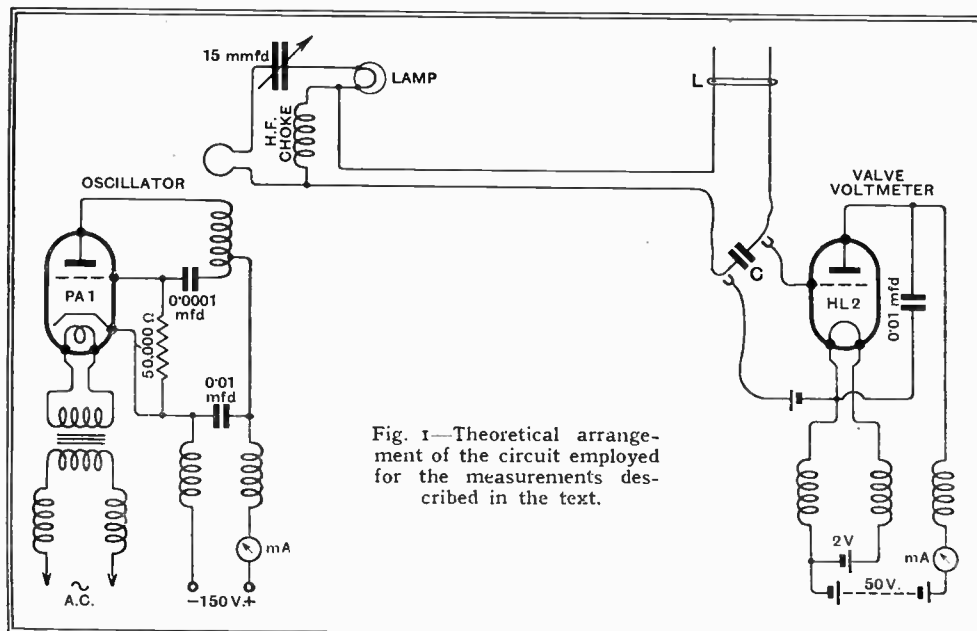 15 mmfd
LAMP
H.F. CHOKE
L
OSCILLATOR
VALVE
VOLTMETER
PA1
0·0001
mfd
50,000 Ω
0·01
mfd
C
HL2
0·01 mfd
Fig. 1—Theoretical arrange-
ment of the circuit employed
for the measurements des-
cribed in the text.
mA
2V
mA
50V.
−150V.+
~
A.C.